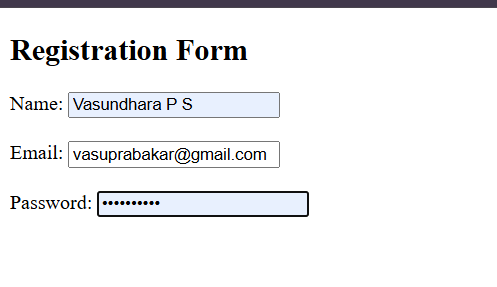 Registration Form
Name: Vasundhara P S
Email: vasuprabakar@gmail.com
Password: ••••••••••